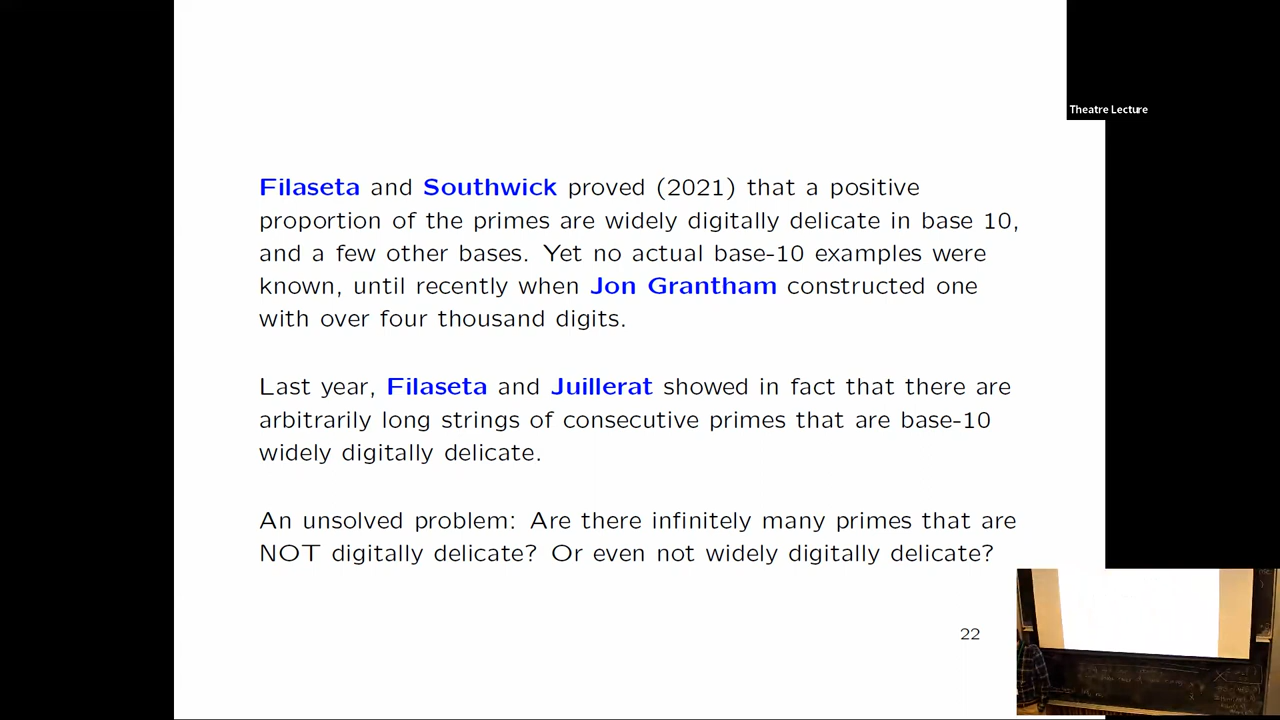 Theatre Lecture
Filaseta and Southwick proved (2021) that a positive
proportion of the primes are widely digitally delicate in base 10,
and a few other bases. Yet no actual base-10 examples were
known, until recently when Jon Grantham constructed one
with over four thousand digits.
Last year, Filaseta and Juillerat showed in fact that there are
arbitrarily long strings of consecutive primes that are base-10
widely digitally delicate.
An unsolved problem: Are there infinitely many primes that are
NOT digitally delicate? Or even not widely digitally delicate?
22